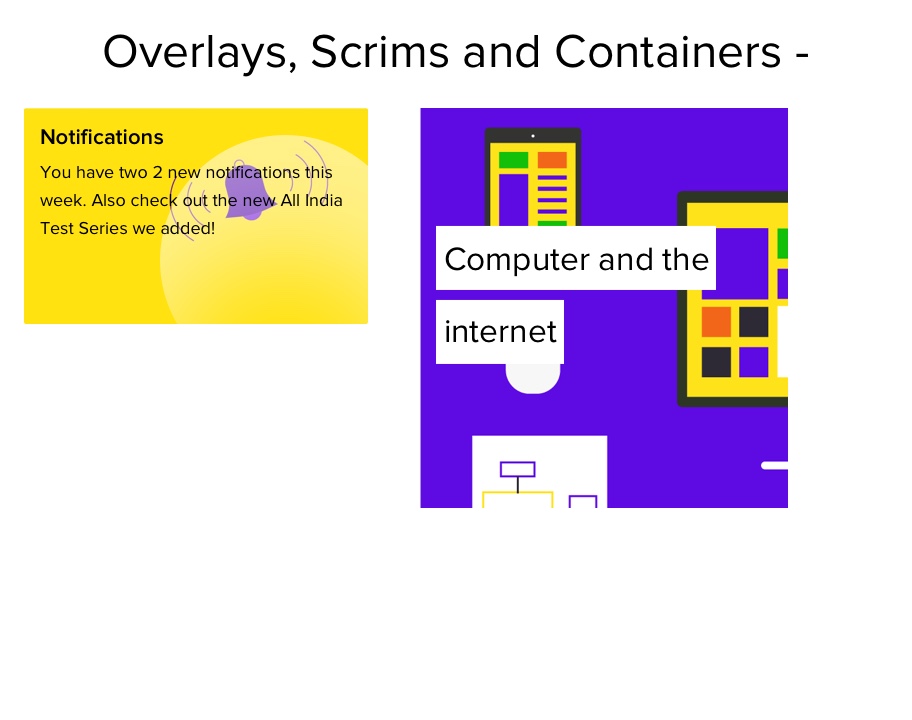 Overlays, Scrims and Containers -
Notifications
You have two 2 new notifications this
week. Also check out the new All India
Test Series we added!
Computer and the
internet